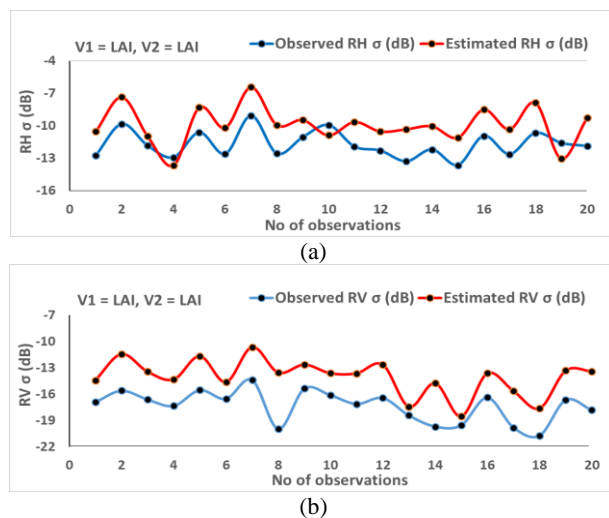 V1 = LAI, V2 = LAI
Observed RH σ (dB) Estimated RH σ (dB)
-4
-7
-10
-13
-16
RH σ (dB)
0 2 4 6 8 10 12 14 16 18 20
No of observations
(a)
V1 = LAI, V2 = LAI
Observed RV σ (dB) Estimated RV σ (dB)
-7
-10
-13
-16
-19
-22
RV σ (dB)
0 2 4 6 8 10 12 14 16 18 20
No of observations
(b)